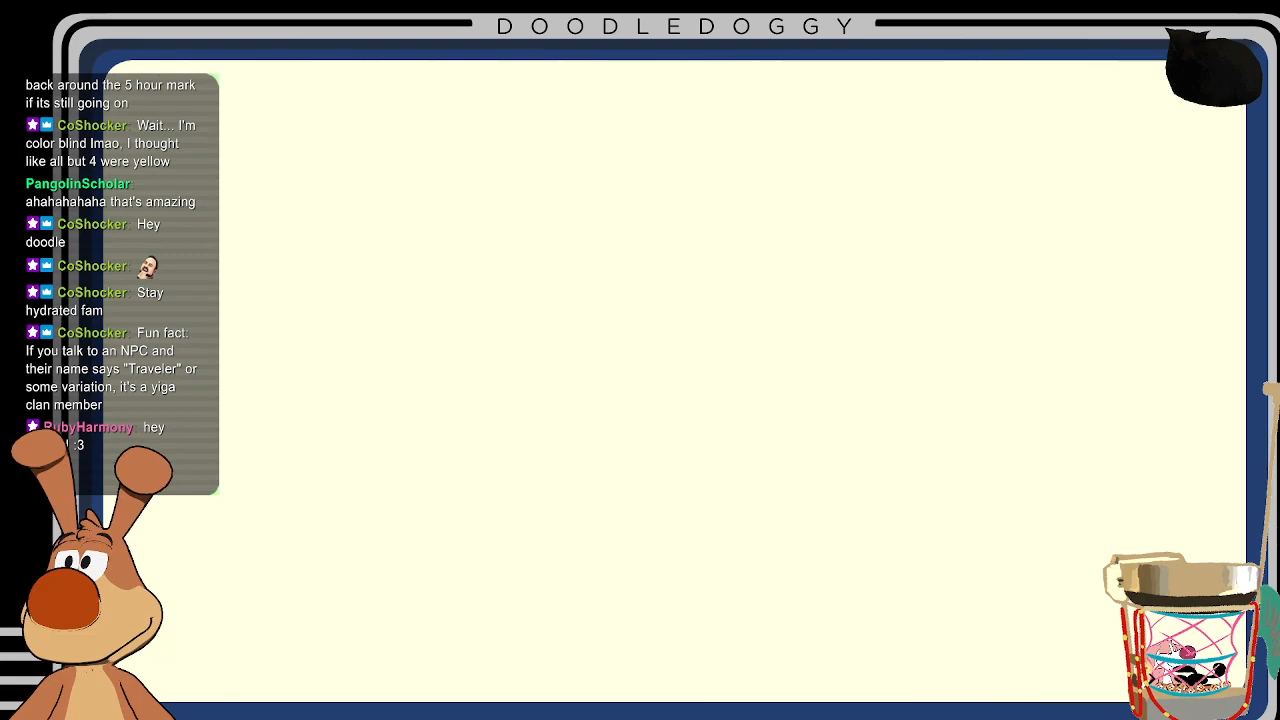 DOODLEDOGGY
back around the 5 hour mark
if its still going on
CoShocker: Wait... I'm
color blind lmao, I thought
like all but 4 were yellow
PangolinScholar:
ahahahahaha that's amazing
CoShocker: Hey
doodle
CoShocker:
CoShocker: Stay
hydrated fam
CoShocker: Fun fact:
If you talk to an NPC and
their name says "Traveler" or
some variation, it's a yiga
clan member
RubyHarmony: hey
:3